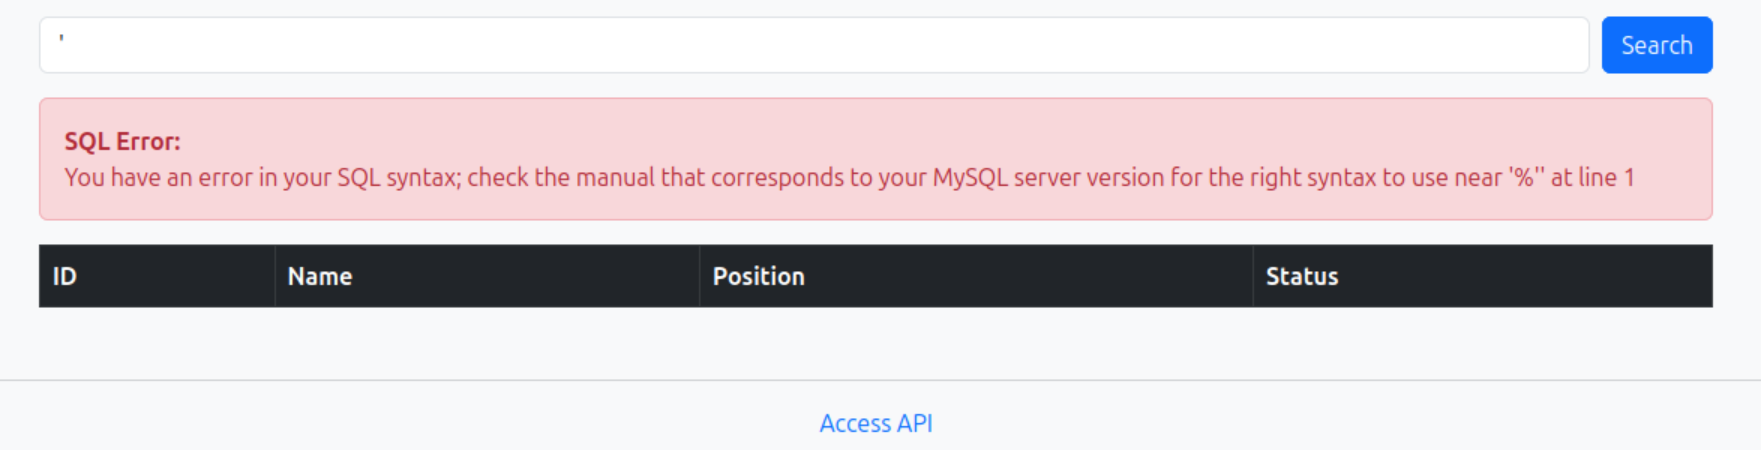 '
Search
SQL Error:
You have an error in your SQL syntax; check the manual that corresponds to your MySQL server version for the right syntax to use near '%'' at line 1
ID Name Position Status
Access API